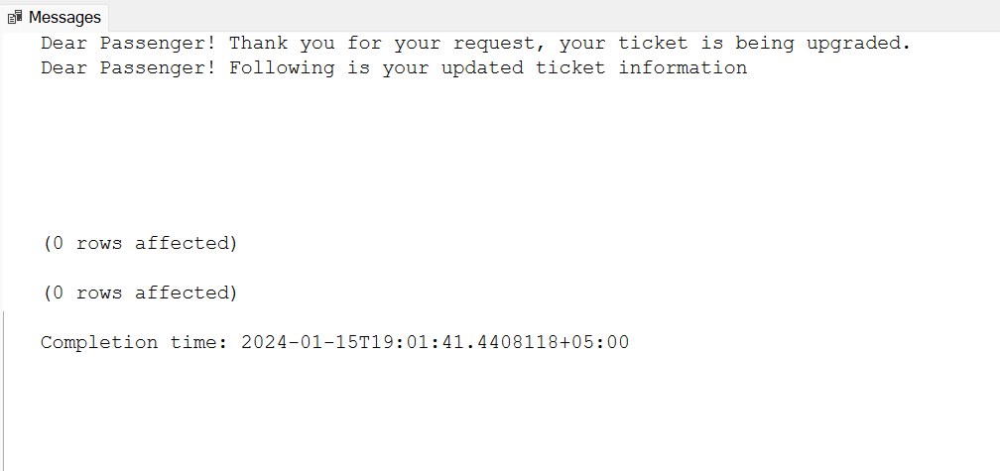 Messages
Dear Passenger! Thank you for your request, your ticket is being upgraded.
Dear Passenger! Following is your updated ticket information
(0 rows affected)
(0 rows affected)
Completion time: 2024-01-15T19:01:41.4408118+05:00